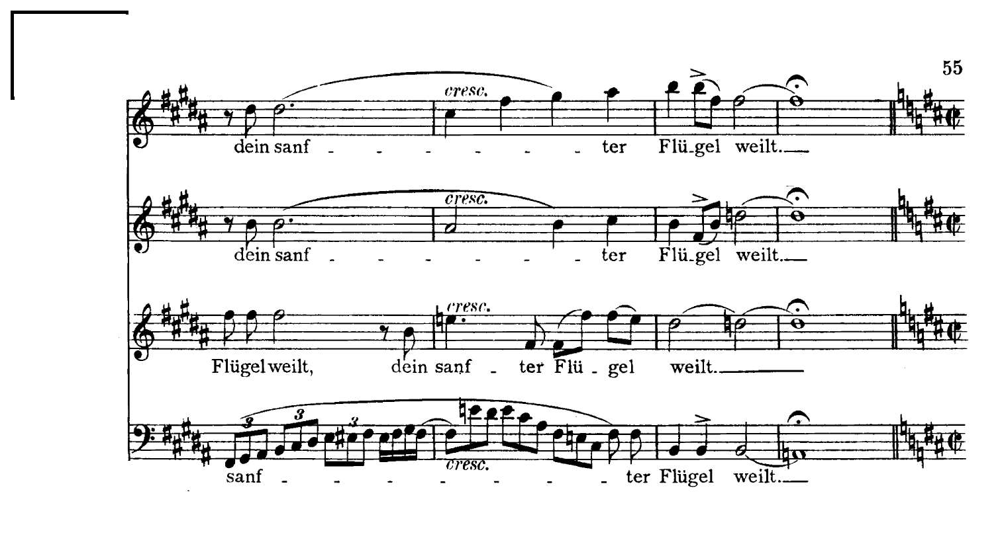 55
cresc.
dein sanf - - - - - - ter Flü-gel weilt.
cresc.
dein sanf - - - - - - ter Flü-gel weilt.
cresc.
Flügel weilt, dein sanf - ter Flü - gel weilt.
3 3 3
cresc.
sanf - - - - - - - ter Flügel weilt.